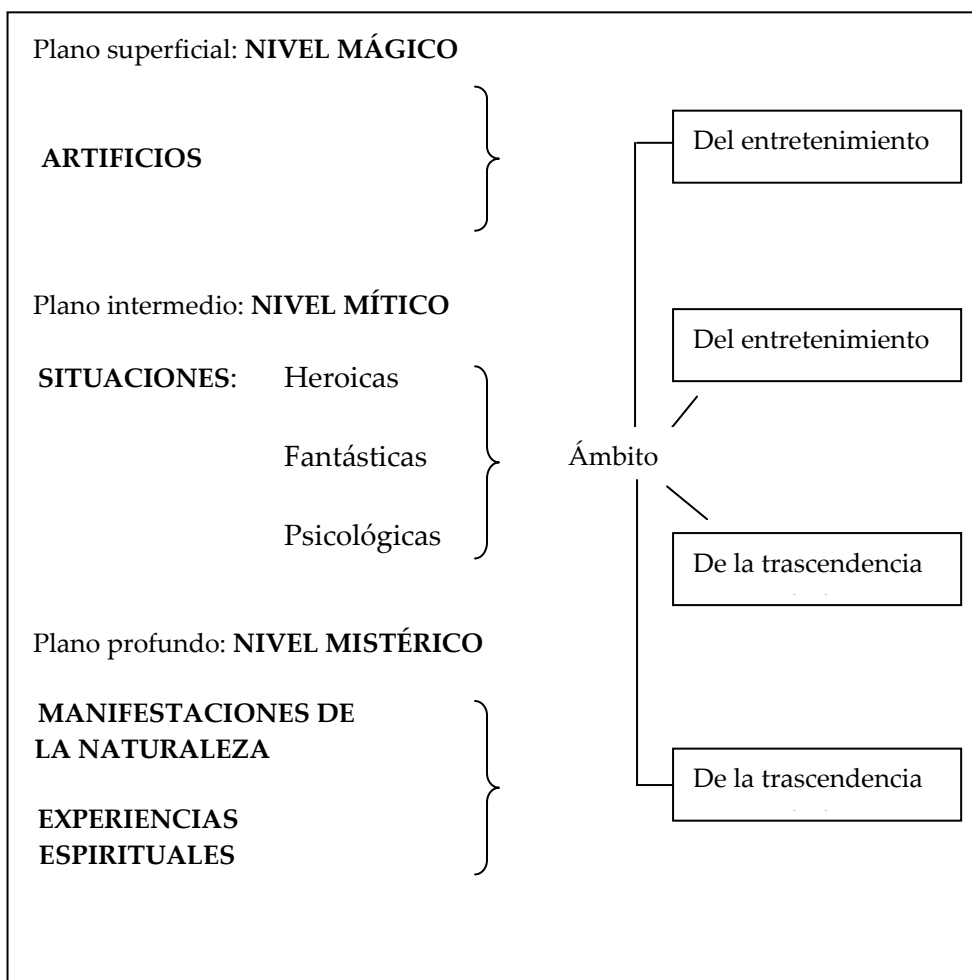 Plano superficial: NIVEL MÁGICO
Del entretenimiento
ARTIFICIOS
Plano intermedio: NIVEL MÍTICO
Del entretenimiento
SITUACIONES: Heroicas
Fantásticas
Ámbito
Psicológicas
De la trascendencia
Plano profundo: NIVEL MISTÉRICO
MANIFESTACIONES DE
LA NATURALEZA
De la trascendencia
EXPERIENCIAS
ESPIRITUALES